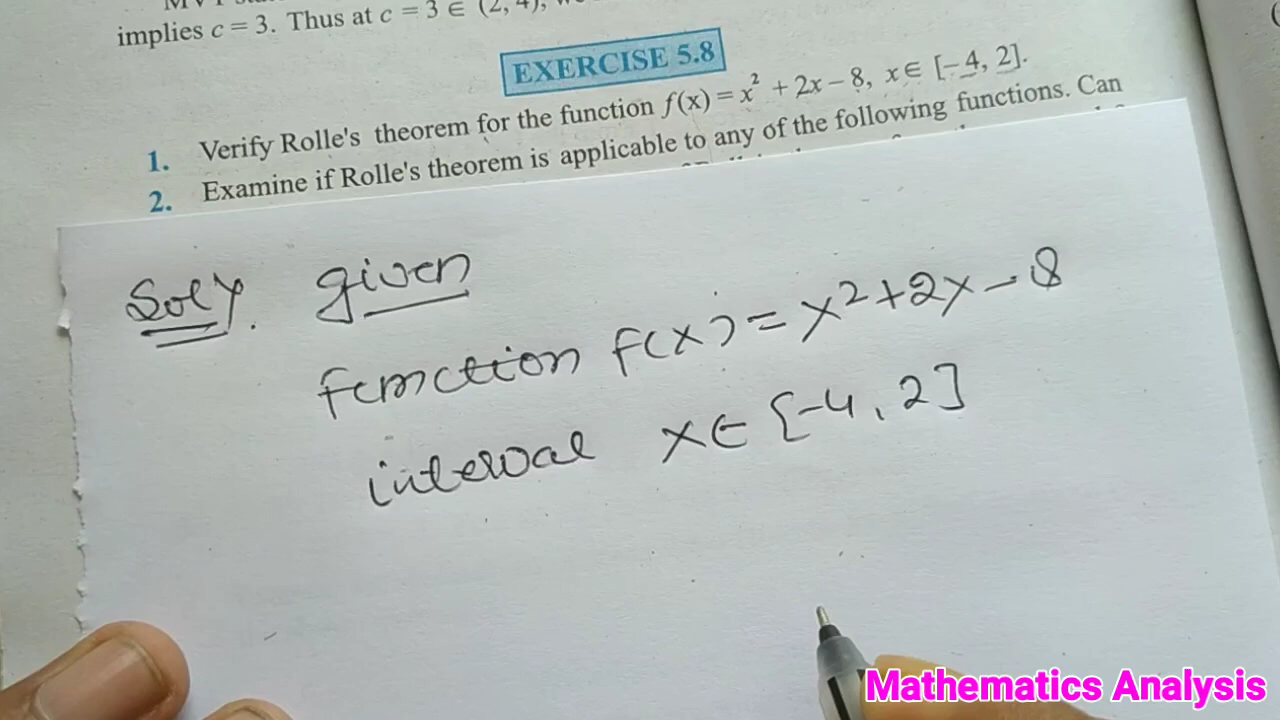 implies c = 3. Thus at c = 3 ∈ (2, 4),
EXERCISE 5.8
1. Verify Rolle's theorem for the function f(x) = x² + 2x – 8, x ∈ [– 4, 2].
2. Examine if Rolle's theorem is applicable to any of the following functions. Can
Soly. given
function f(x) = x²+2x-8
interval x∈ [-4, 2]
Mathematics Analysis